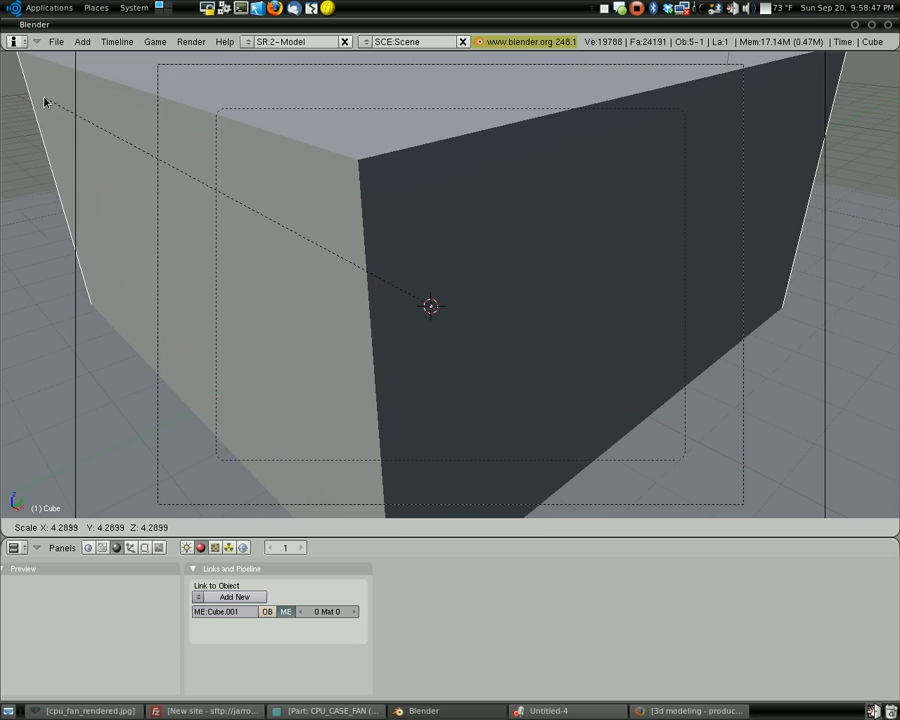 Applications Places System 73 °F Sun Sep 20, 9:58:47 PM
Blender
File Add Timeline Game Render Help SR:2-Model SCE:Scene www.blender.org 248.1 Ve:19788 | Fa:24191 | Ob:5-1 | La:1 | Mem:17.14M (0.47M) | Time: | Cube
z
(1) Cube
Scale X: 4.2899 Y: 4.2899 Z: 4.2899
Panels 1
Preview Links and Pipeline
Link to Object
Add New
ME:Cube.001 OB ME 0 Mat 0
[cpu_fan_rendered.jpg] [New site - sftp://jarro... [Part: CPU_CASE_FAN (... Blender Untitled-4 [3d modeling - produc...